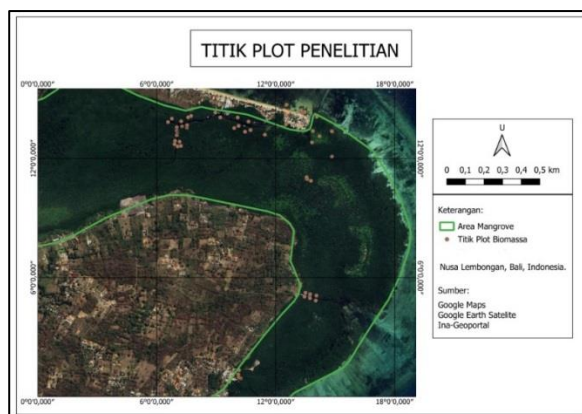 TITIK PLOT PENELITIAN
0°0'0,000" 6°0'0,000" 12°0'0,000" 18°0'0,000"
12°0'0,000" 12°0'0,000"
6°0'0,000" 6°0'0,000"
0°0'0,000" 6°0'0,000" 12°0'0,000" 18°0'0,000"
U
0 0,1 0,2 0,3 0,4 0,5 km
Keterangan:
Area Mangrove
Titik Plot Biomassa
Nusa Lembongan, Bali, Indonesia.
Sumber:
Google Maps
Google Earth Satelite
Ina-Geoportal